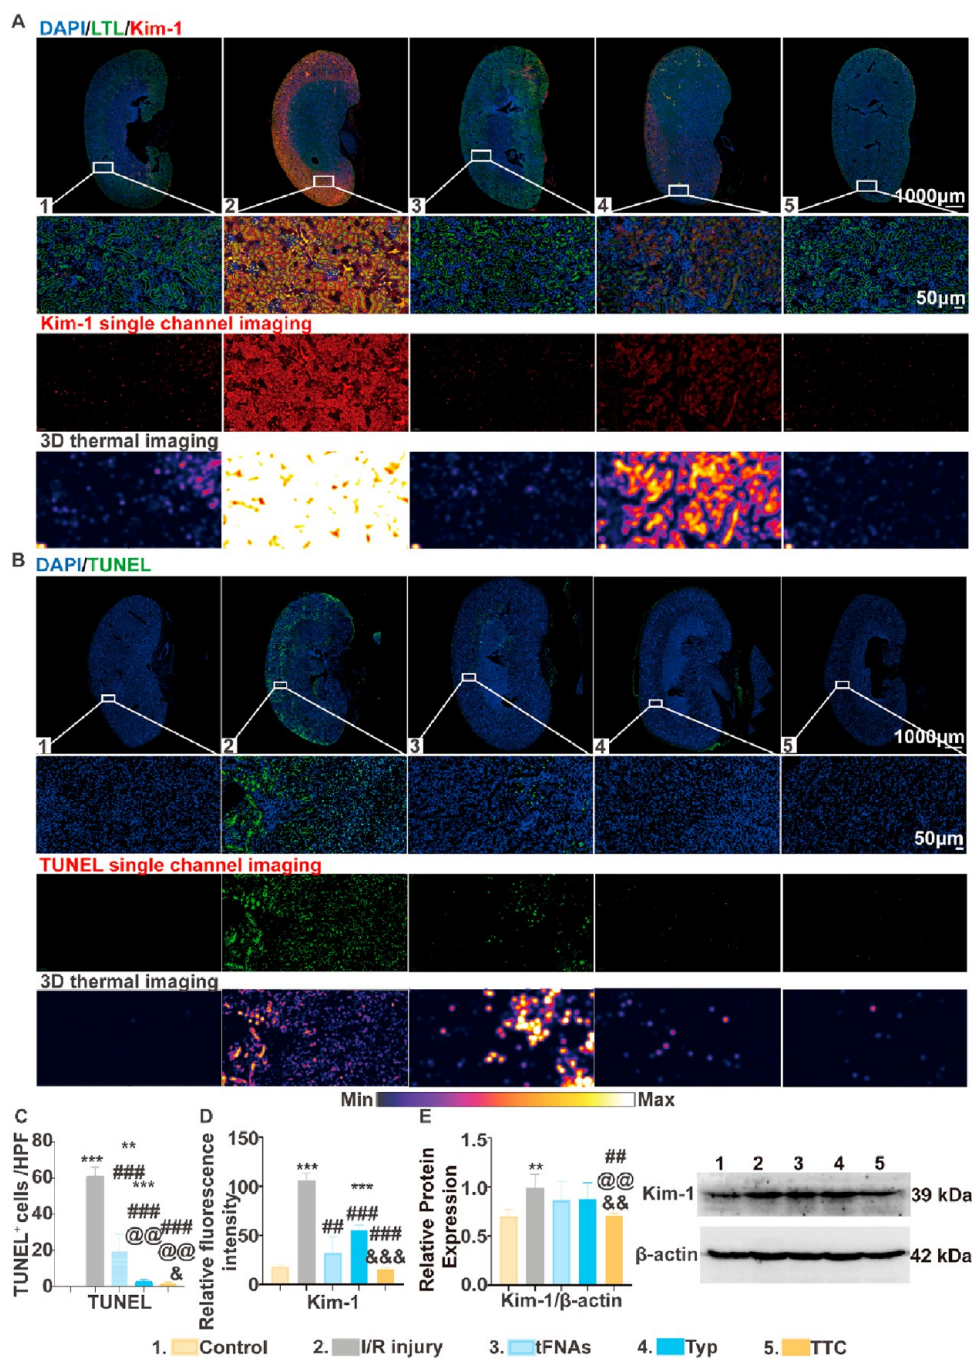 A
DAPI/LTL/Kim-1
1 2 3 4 5 1000μm
50μm
Kim-1 single channel imaging
3D thermal imaging
B
DAPI/TUNEL
1 2 3 4 5 1000μm
50μm
TUNEL single channel imaging
3D thermal imaging
Min Max
C
TUNEL⁺ cells /HPF
80
60
40
20
0
***
**
###
***
###
@@
###
@@
&
TUNEL
D
Relative fluorescence
intensity
150
100
50
0
***
##
***
###
###
&&&
Kim-1
E
Relative Protein
Expression
1.5
1.0
0.5
0.0
**
##
@@
&&
Kim-1/β-actin
1 2 3 4 5
Kim-1 39 kDa
β-actin 42 kDa
1. Control 2. I/R injury 3. tFNAs 4. Typ 5. TTC